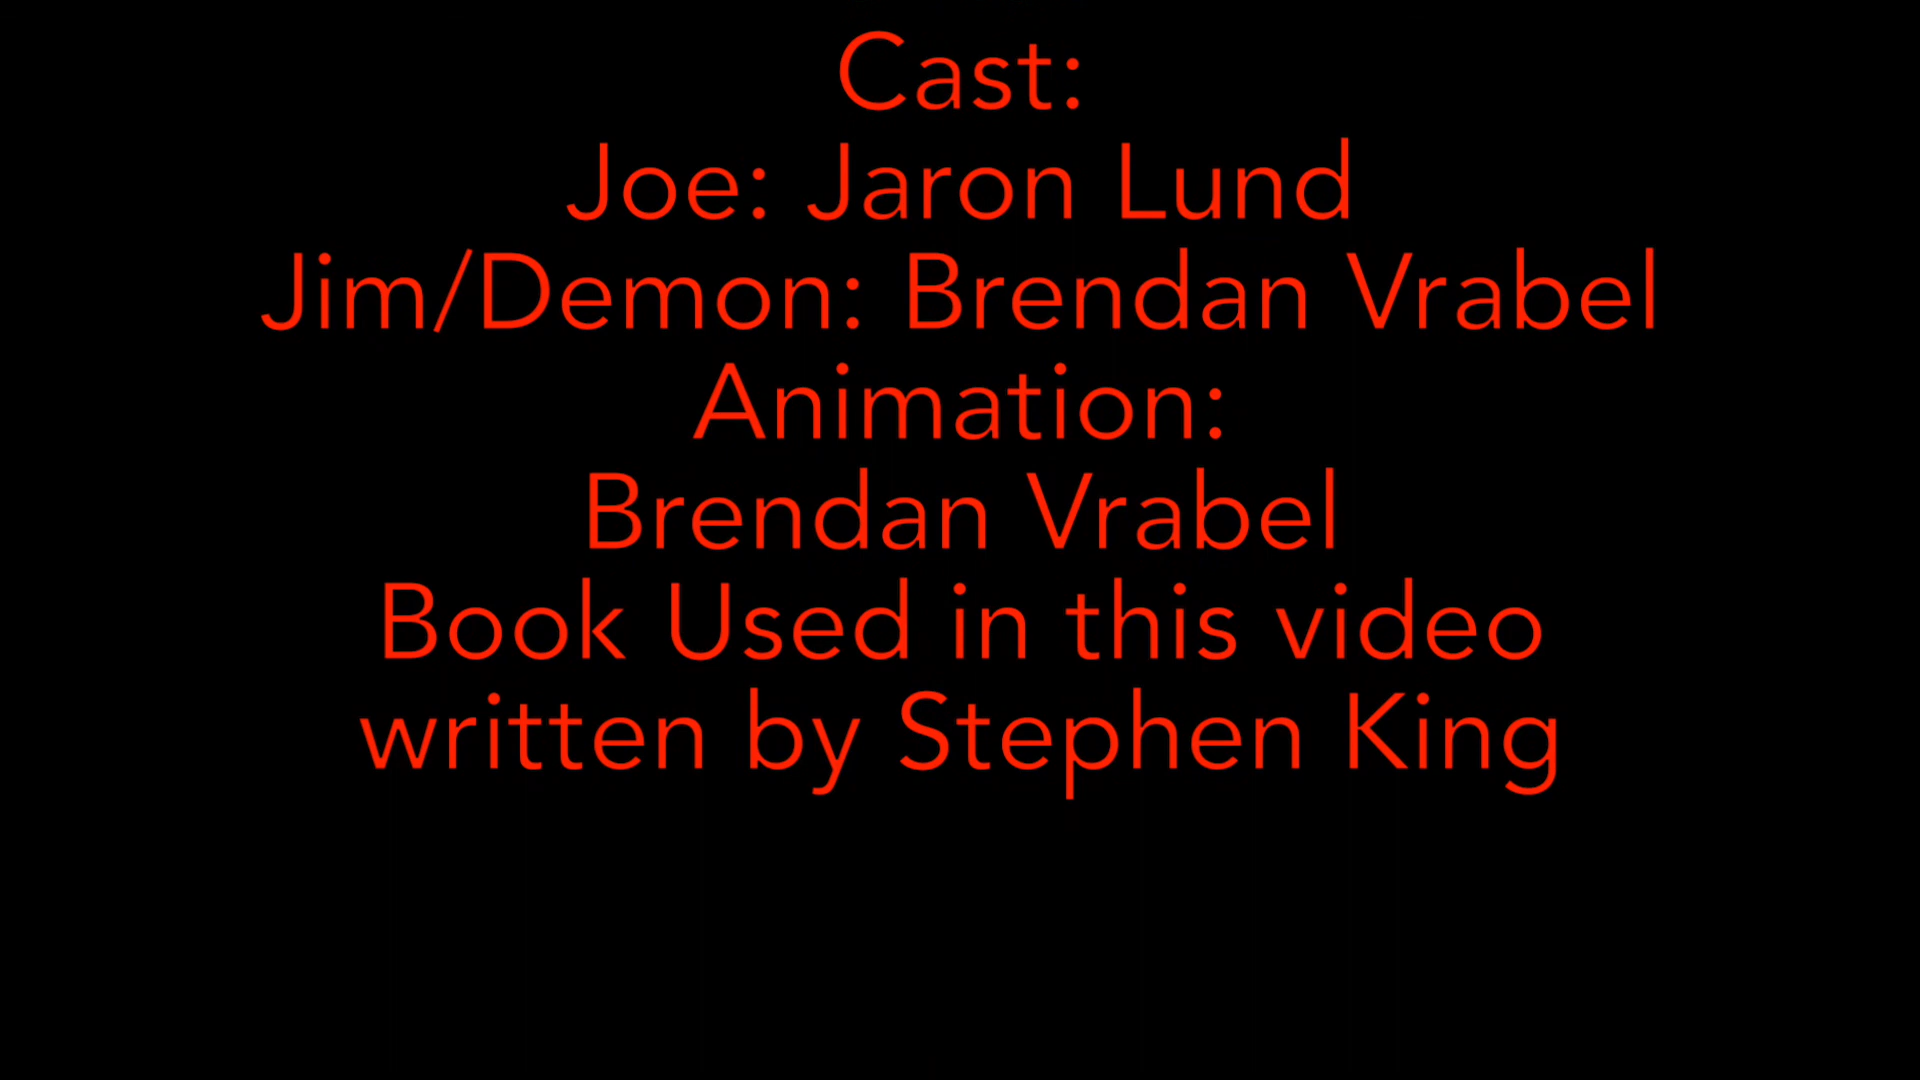 Cast:
Joe: Jaron Lund
Jim/Demon: Brendan Vrabel
Animation:
Brendan Vrabel
Book Used in this video
written by Stephen King